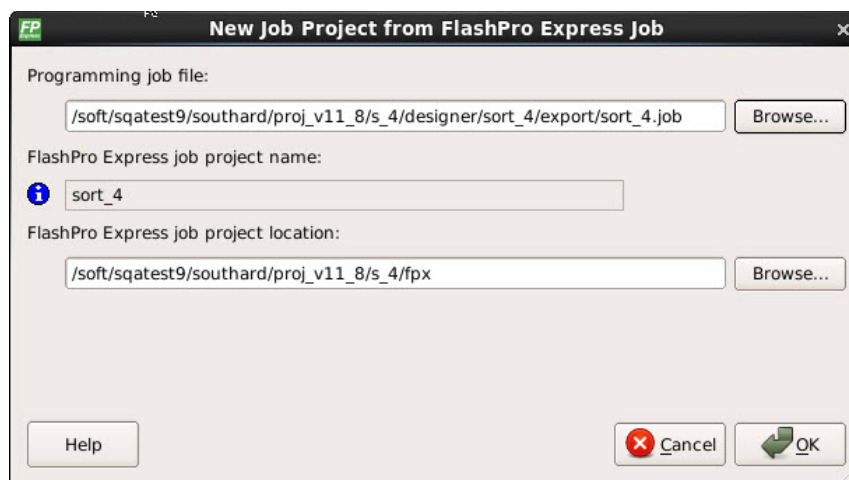 FP
Express
New Job Project from FlashPro Express Job
Programming job file:
/soft/sqatest9/southard/proj_v11_8/s_4/designer/sort_4/export/sort_4.job
Browse...
FlashPro Express job project name:
sort_4
FlashPro Express job project location:
/soft/sqatest9/southard/proj_v11_8/s_4/fpx
Browse...
Help
Cancel
OK